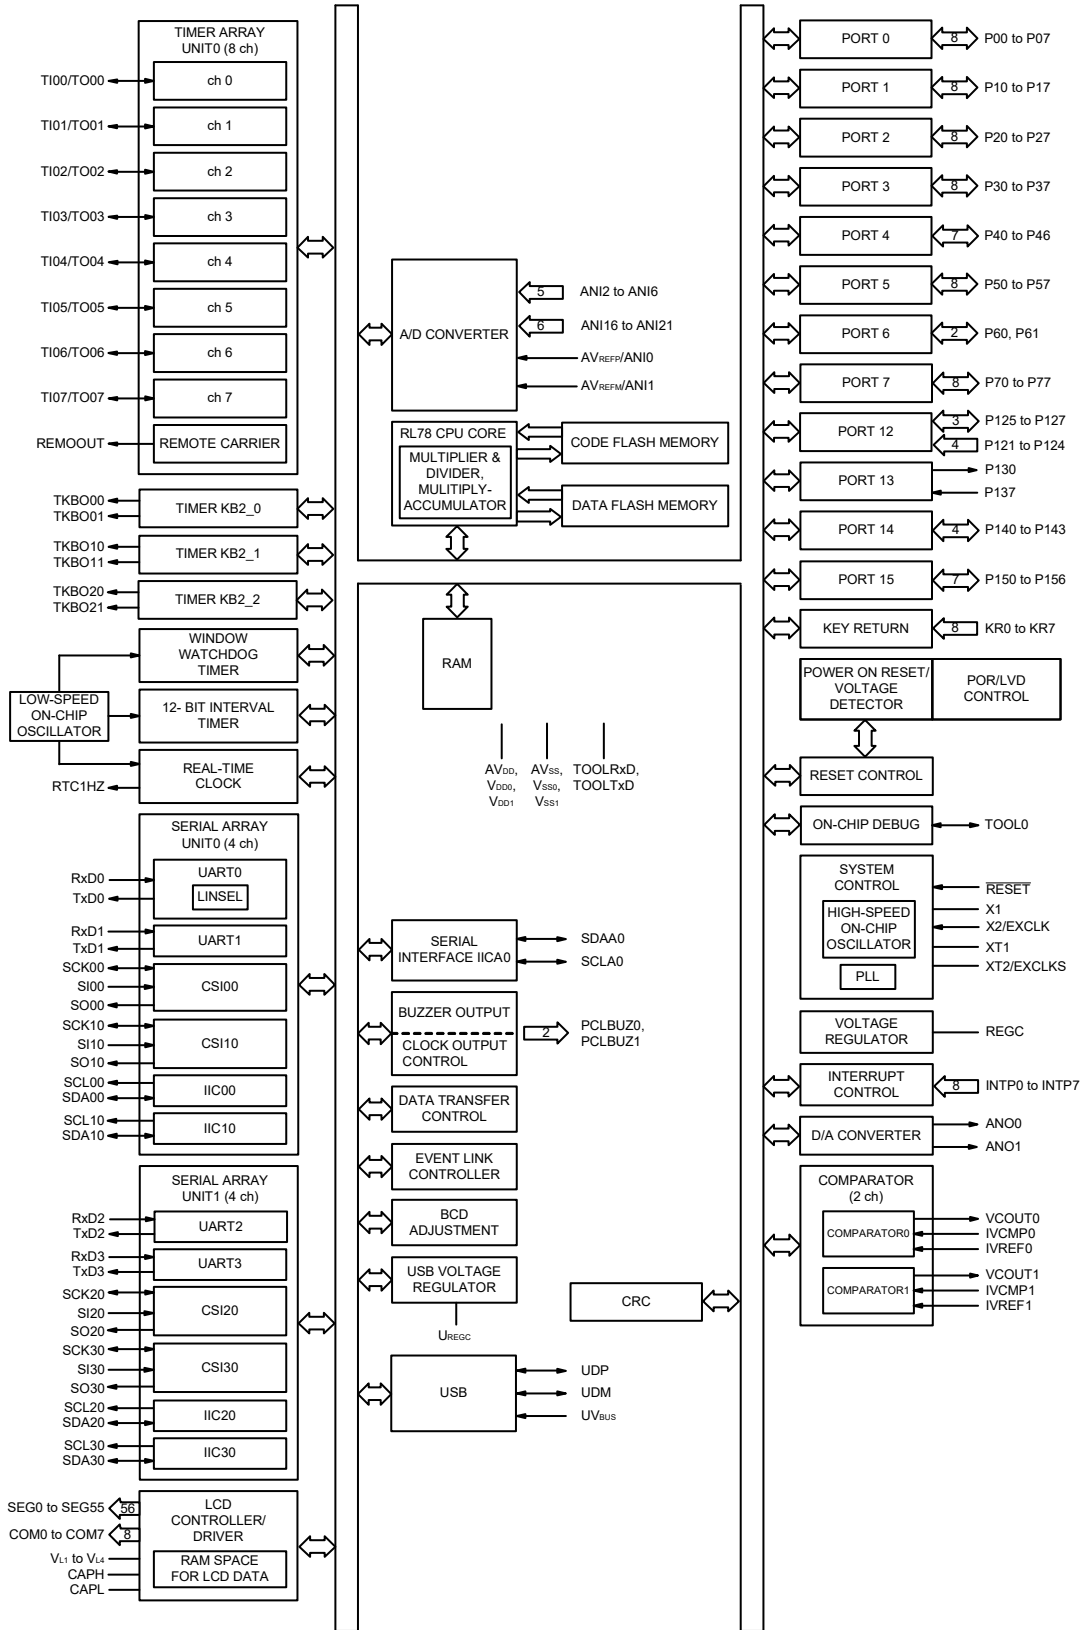 TIMER ARRAY
UNIT0 (8 ch)
TI00/TO00
ch 0
TI01/TO01
ch 1
TI02/TO02
ch 2
TI03/TO03
ch 3
TI04/TO04
ch 4
TI05/TO05
ch 5
TI06/TO06
ch 6
TI07/TO07
ch 7
REMOOUT
REMOTE CARRIER
TKBO00
TKBO01
TIMER KB2_0
TKBO10
TKBO11
TIMER KB2_1
TKBO20
TKBO21
TIMER KB2_2
WINDOW
WATCHDOG
TIMER
LOW-SPEED
ON-CHIP
OSCILLATOR
12- BIT INTERVAL
TIMER
REAL-TIME
CLOCK
RTC1HZ
SERIAL ARRAY
UNIT0 (4 ch)
RxD0
TxD0
UART0
LINSEL
RxD1
TxD1
UART1
SCK00
SI00
SO00
CSI00
SCK10
SI10
SO10
CSI10
SCL00
SDA00
IIC00
SCL10
SDA10
IIC10
SERIAL ARRAY
UNIT1 (4 ch)
RxD2
TxD2
UART2
RxD3
TxD3
UART3
SCK20
SI20
SO20
CSI20
SCK30
SI30
SO30
CSI30
SCL20
SDA20
IIC20
SCL30
SDA30
IIC30
SEG0 to SEG55
56
COM0 to COM7
8
VL1 to VL4
CAPH
CAPL
LCD
CONTROLLER/
DRIVER
RAM SPACE
FOR LCD DATA
A/D CONVERTER
5
ANI2 to ANI6
6
ANI16 to ANI21
AVREFP/ANI0
AVREFM/ANI1
RL78 CPU CORE
MULTIPLIER &
DIVIDER,
MULITIPLY-
ACCUMULATOR
CODE FLASH MEMORY
DATA FLASH MEMORY
RAM
AVDD,
VDD0,
VDD1
AVSS,
VSS0,
VSS1
TOOLRxD,
TOOLTxD
SERIAL
INTERFACE IICA0
SDAA0
SCLA0
BUZZER OUTPUT
CLOCK OUTPUT
CONTROL
2
PCLBUZ0,
PCLBUZ1
DATA TRANSFER
CONTROL
EVENT LINK
CONTROLLER
BCD
ADJUSTMENT
USB VOLTAGE
REGULATOR
UREGC
CRC
USB
UDP
UDM
UVBUS
PORT 0
8
P00 to P07
PORT 1
8
P10 to P17
PORT 2
8
P20 to P27
PORT 3
8
P30 to P37
PORT 4
7
P40 to P46
PORT 5
8
P50 to P57
PORT 6
2
P60, P61
PORT 7
8
P70 to P77
PORT 12
3
P125 to P127
4
P121 to P124
PORT 13
P130
P137
PORT 14
4
P140 to P143
PORT 15
7
P150 to P156
KEY RETURN
8
KR0 to KR7
POWER ON RESET/
VOLTAGE
DETECTOR
POR/LVD
CONTROL
RESET CONTROL
ON-CHIP DEBUG
TOOL0
SYSTEM
CONTROL
HIGH-SPEED
ON-CHIP
OSCILLATOR
PLL
RESET
X1
X2/EXCLK
XT1
XT2/EXCLKS
VOLTAGE
REGULATOR
REGC
INTERRUPT
CONTROL
8
INTP0 to INTP7
D/A CONVERTER
ANO0
ANO1
COMPARATOR
(2 ch)
COMPARATOR0
VCOUT0
IVCMP0
IVREF0
COMPARATOR1
VCOUT1
IVCMP1
IVREF1